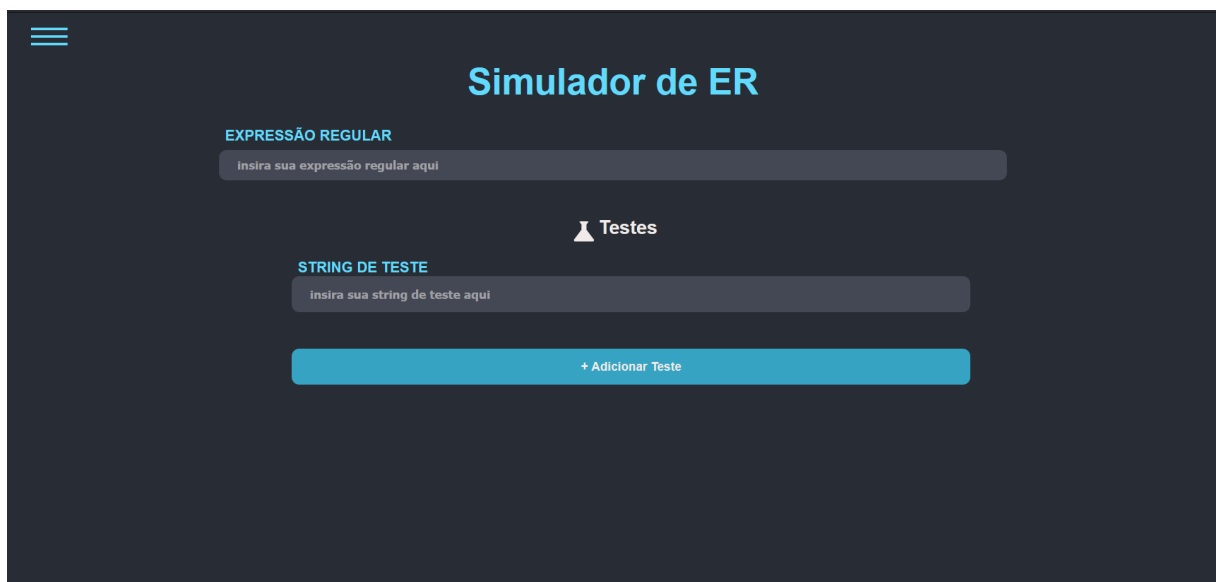 Simulador de ER
EXPRESSÃO REGULAR
insira sua expressão regular aqui
Testes
STRING DE TESTE
insira sua string de teste aqui
+ Adicionar Teste